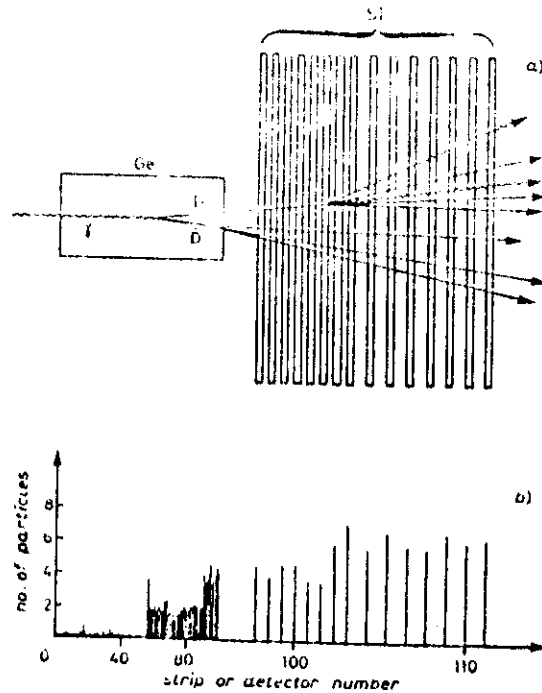 Si
a)
Ge
D̄
γ
D
b)
no. of particles
8
6
4
2
0 40 80 100 110
strip or detector number